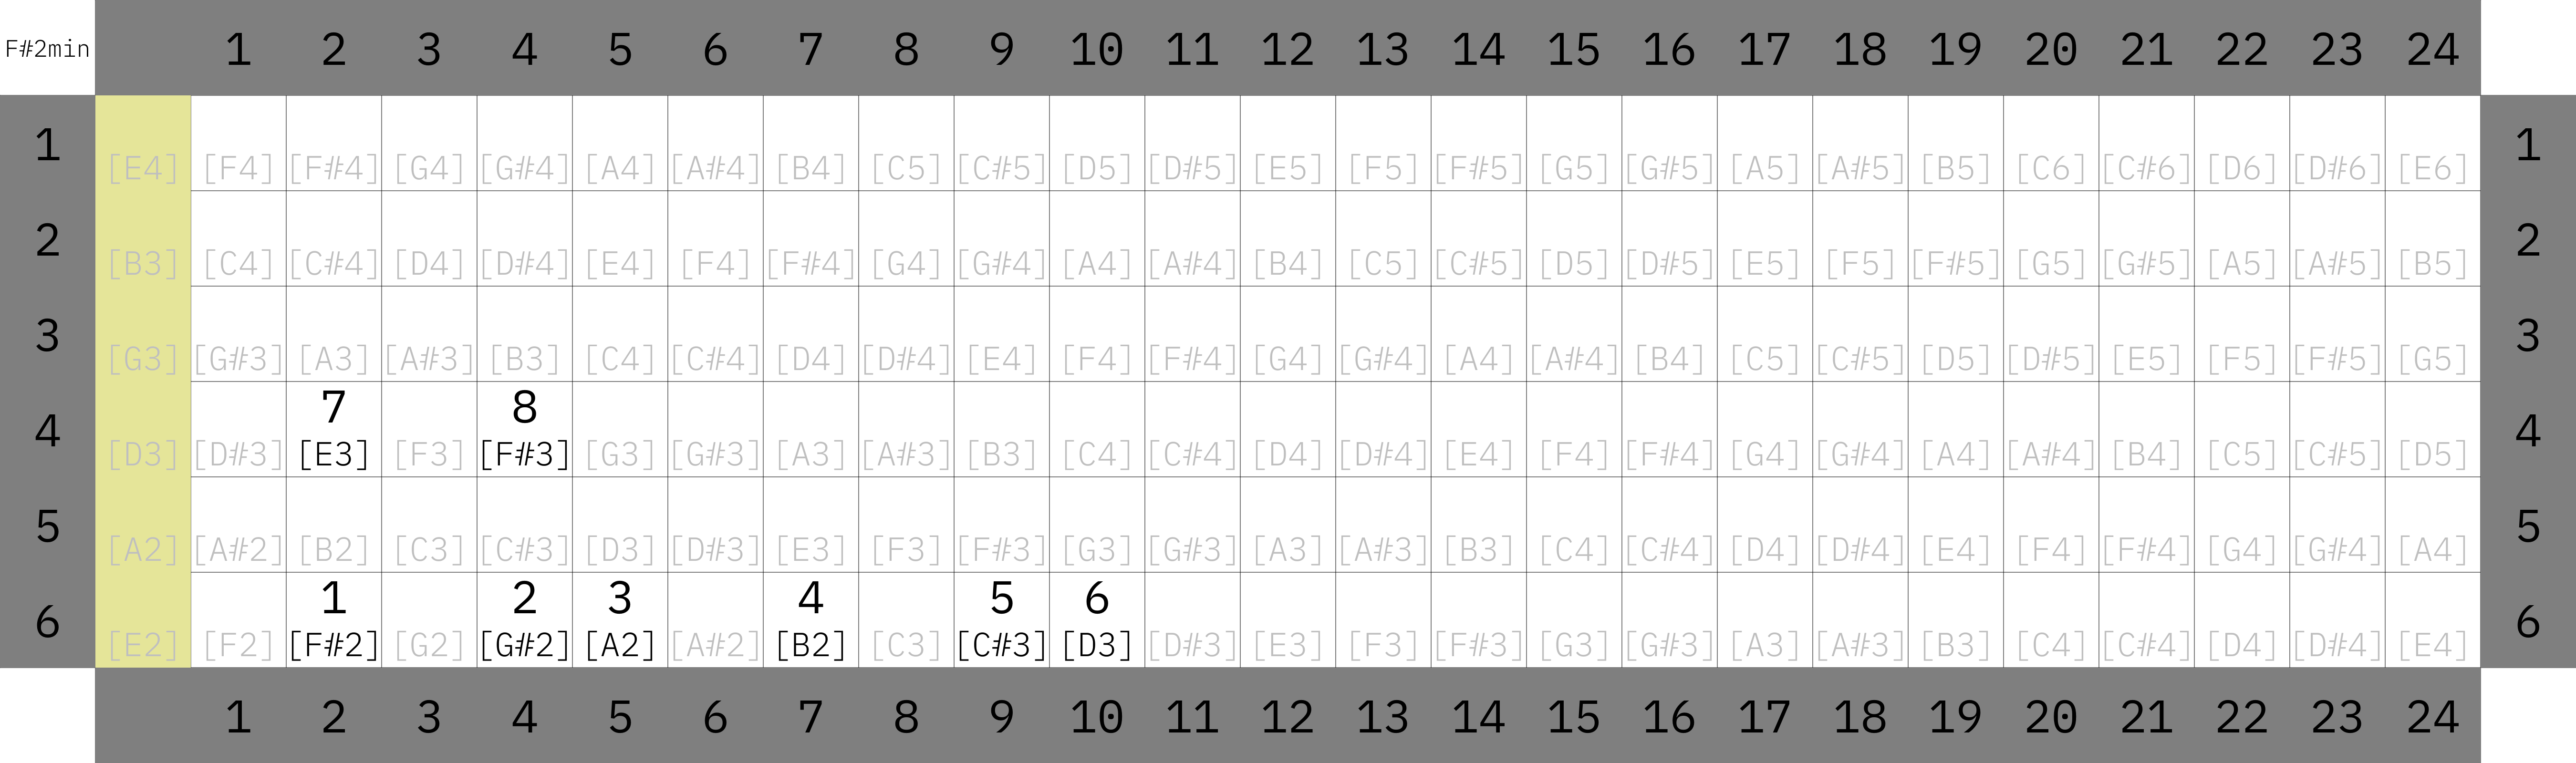 F#2min 1 2 3 4 5 6 7 8 9 10 11 12 13 14 15 16 17 18 19 20 21 22 23 24
1 [E4] [F4] [F#4] [G4] [G#4] [A4] [A#4] [B4] [C5] [C#5] [D5] [D#5] [E5] [F5] [F#5] [G5] [G#5] [A5] [A#5] [B5] [C6] [C#6] [D6] [D#6] [E6] 1
2 [B3] [C4] [C#4] [D4] [D#4] [E4] [F4] [F#4] [G4] [G#4] [A4] [A#4] [B4] [C5] [C#5] [D5] [D#5] [E5] [F5] [F#5] [G5] [G#5] [A5] [A#5] [B5] 2
3 [G3] [G#3] [A3] [A#3] [B3] [C4] [C#4] [D4] [D#4] [E4] [F4] [F#4] [G4] [G#4] [A4] [A#4] [B4] [C5] [C#5] [D5] [D#5] [E5] [F5] [F#5] [G5] 3
7 8
4 [D3] [D#3] [E3] [F3] [F#3] [G3] [G#3] [A3] [A#3] [B3] [C4] [C#4] [D4] [D#4] [E4] [F4] [F#4] [G4] [G#4] [A4] [A#4] [B4] [C5] [C#5] [D5] 4
5 [A2] [A#2] [B2] [C3] [C#3] [D3] [D#3] [E3] [F3] [F#3] [G3] [G#3] [A3] [A#3] [B3] [C4] [C#4] [D4] [D#4] [E4] [F4] [F#4] [G4] [G#4] [A4] 5
1 2 3 4 5 6
6 [E2] [F2] [F#2] [G2] [G#2] [A2] [A#2] [B2] [C3] [C#3] [D3] [D#3] [E3] [F3] [F#3] [G3] [G#3] [A3] [A#3] [B3] [C4] [C#4] [D4] [D#4] [E4] 6
1 2 3 4 5 6 7 8 9 10 11 12 13 14 15 16 17 18 19 20 21 22 23 24